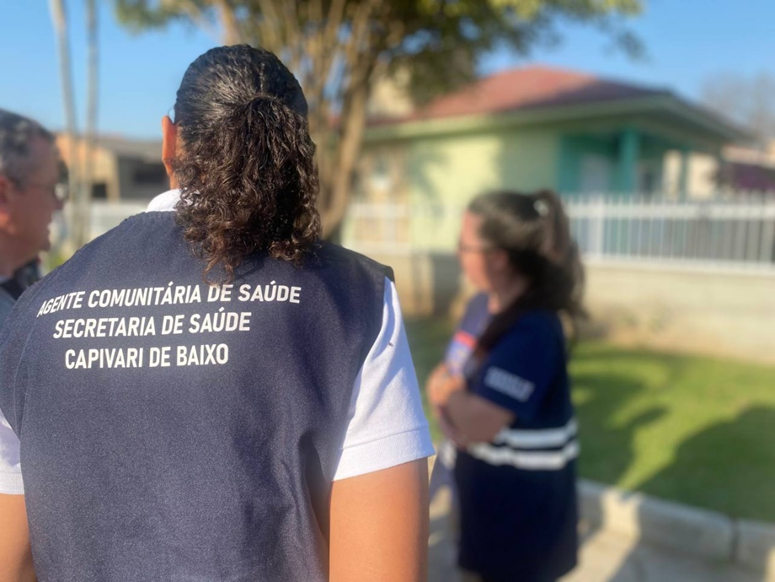 AGENTE COMUNITÁRIA DE SAÚDE
SECRETARIA DE SAÚDE
CAPIVARI DE BAIXO